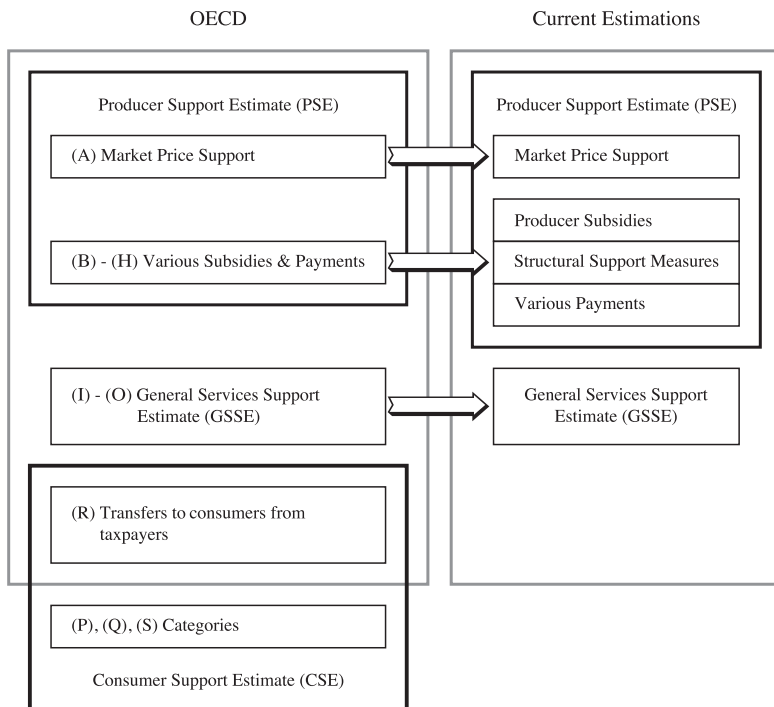 OECD
Current Estimations
Producer Support Estimate (PSE)
(A) Market Price Support
(B) - (H) Various Subsidies & Payments
(I) - (O) General Services Support
Estimate (GSSE)
(R) Transfers to consumers from
taxpayers
(P), (Q), (S) Categories
Consumer Support Estimate (CSE)
Producer Support Estimate (PSE)
Market Price Support
Producer Subsidies
Structural Support Measures
Various Payments
General Services Support
Estimate (GSSE)